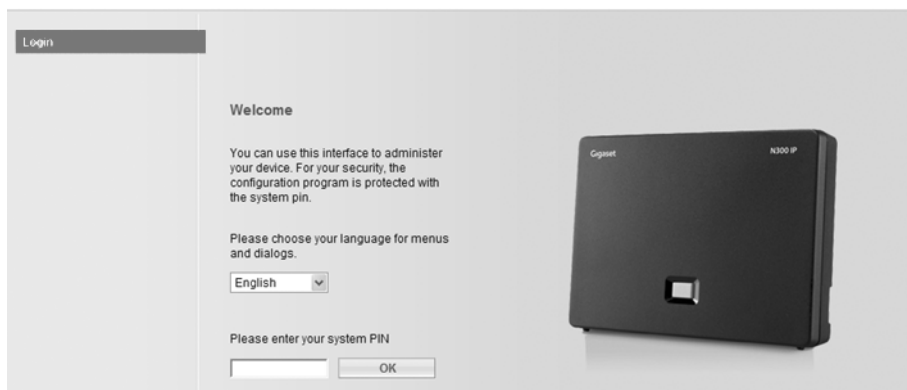 Login
Welcome
You can use this interface to administer
your device. For your security, the
configuration program is protected with
the system pin.
Please choose your language for menus
and dialogs.
English
Please enter your system PIN
OK
Gigaset
N300 IP